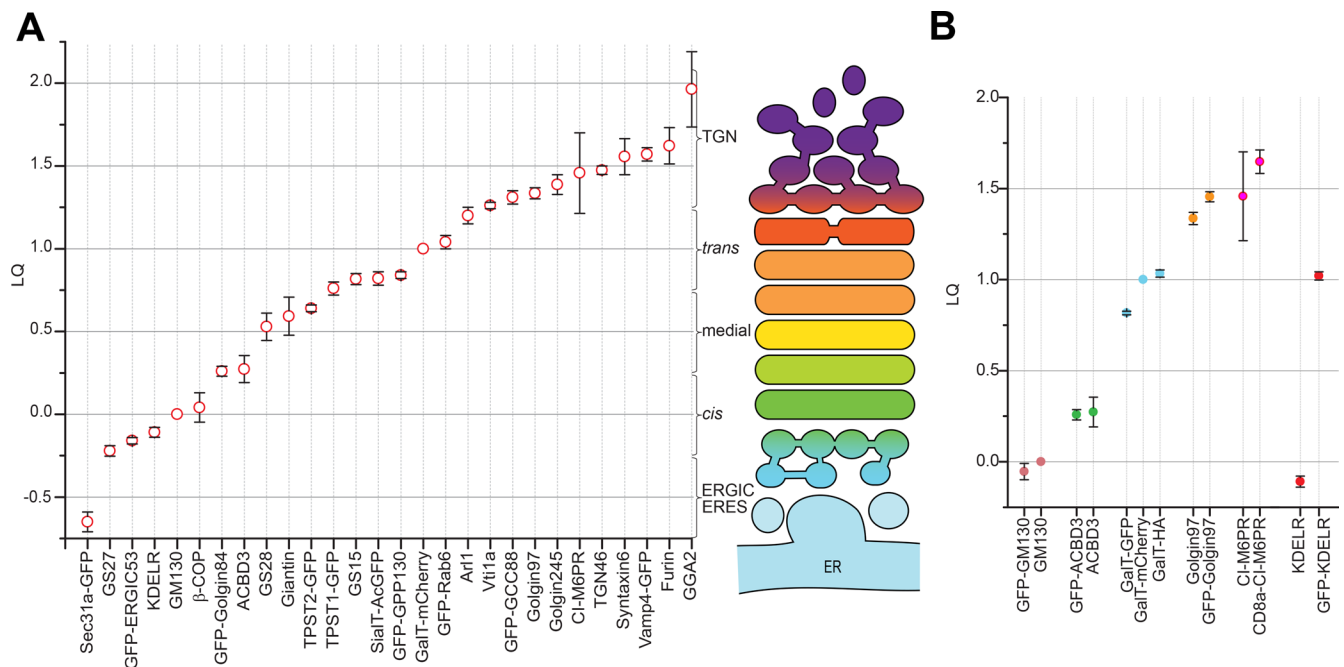 A
LQ
2.0
1.5
1.0
0.5
0.0
-0.5
Sec31a-GFP
GS27
GFP-ERGIC53
KDELR
GM130
β-COP
GFP-Golgin84
ACBD3
GS28
Giantin
TPST2-GFP
TPST1-GFP
GS15
SialT-AcGFP
GFP-GPP130
GalT-mCherry
GFP-Rab6
Arl1
Vti1a
GFP-GCC88
Golgin97
Golgin245
CI-M6PR
TGN46
Syntaxin6
Vamp4-GFP
Furin
GGA2
TGN
trans
medial
cis
ERGIC
ERES
ER
B
LQ
2.0
1.5
1.0
0.5
0.0
GFP-GM130
GM130
GFP-ACBD3
ACBD3
GalT-GFP
GalT-mCherry
GalT-HA
Golgin97
GFP-Golgin97
CI-M6PR
CD8a-CI-M6PR
KDELR
GFP-KDELR